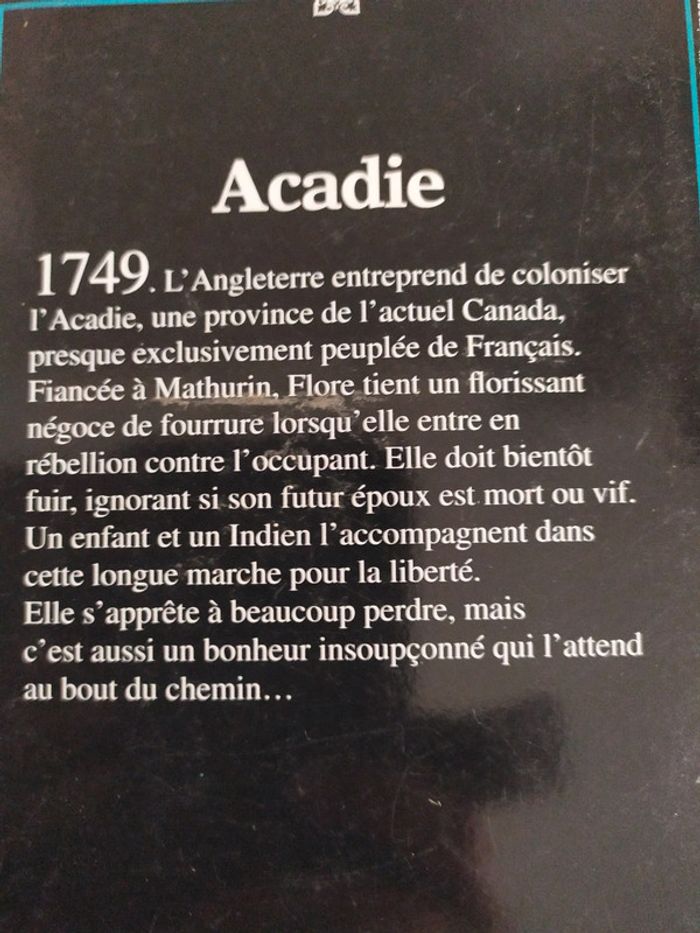 Acadie
1749. L’Angleterre entreprend de coloniser
l’Acadie, une province de l’actuel Canada,
presque exclusivement peuplée de Français.
Fiancée à Mathurin, Flore tient un florissant
négoce de fourrure lorsqu’elle entre en
rébellion contre l’occupant. Elle doit bientôt
fuir, ignorant si son futur époux est mort ou vif.
Un enfant et un Indien l’accompagnent dans
cette longue marche pour la liberté.
Elle s’apprête à beaucoup perdre, mais
c’est aussi un bonheur insoupçonné qui l’attend
au bout du chemin…